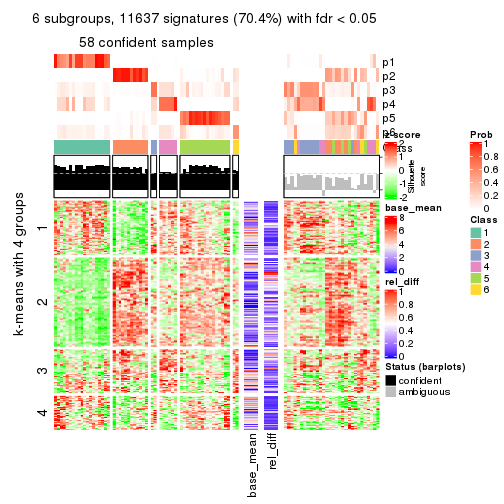 6 subgroups, 11637 signatures (70.4%) with fdr < 0.05
58 confident samples
p1
p2
p3
p4
p5
p6
Class
Silhouette
score
k-means with 4 groups
1
2
3
4
base_mean
rel_diff
z-score
2
1
0
-1
-2
base_mean
8
6
4
2
0
rel_diff
1
0.8
0.6
0.4
0.2
0
Status (barplots)
confident
ambiguous
Prob
1
0.8
0.6
0.4
0.2
0
Class
1
2
3
4
5
6